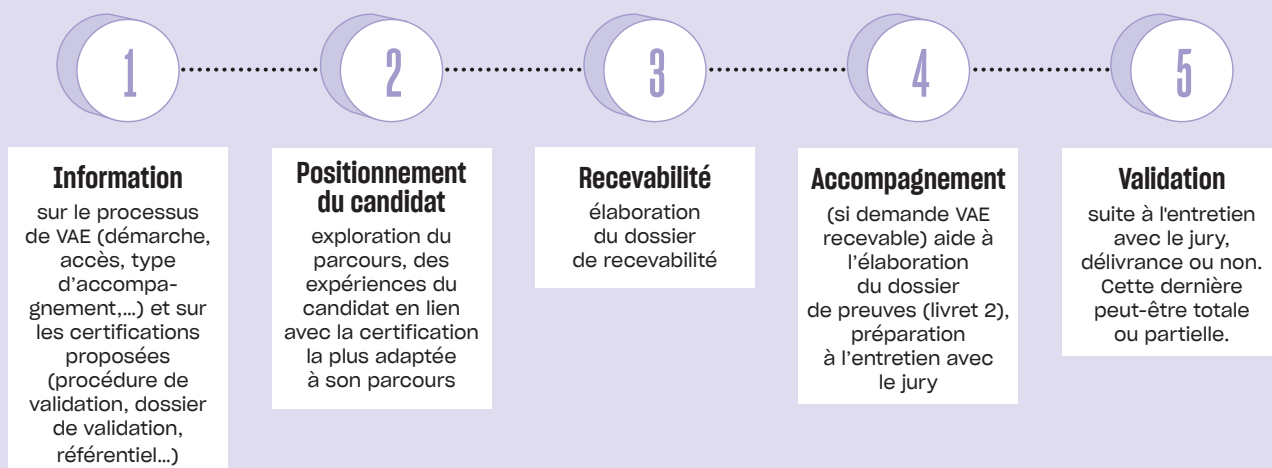 1
2
3
4
5
Information
sur le processus
de VAE (démarche,
accès, type
d'accompa-
gnement,...) et sur
les certifications
proposées
(procédure de
validation, dossier
de validation,
référentiel...)
Positionnement
du candidat
exploration du
parcours, des
expériences du
candidat en lien
avec la certification
la plus adaptée
à son parcours
Recevabilité
élaboration
du dossier
de recevabilité
Accompagnement
(si demande VAE
recevable) aide à
l'élaboration
du dossier
de preuves (livret 2),
préparation
à l'entretien avec
le jury
Validation
suite à l'entretien
avec le jury,
délivrance ou non.
Cette dernière
peut-être totale
ou partielle.